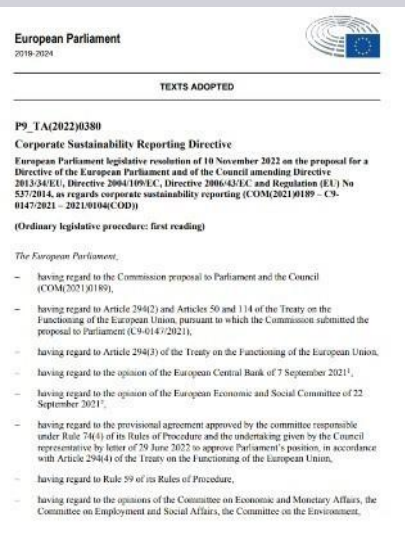 European Parliament
2019-2024
TEXTS ADOPTED
P9_TA(2022)0380
Corporate Sustainability Reporting Directive
European Parliament legislative resolution of 10 November 2022 on the proposal for a
Directive of the European Parliament and of the Council amending Directive
2013/34/EU, Directive 2004/109/EC, Directive 2006/43/EC and Regulation (EU) No
537/2014, as regards corporate sustainability reporting (COM(2021)0189 – C9-
0147/2021 – 2021/0104(COD))
(Ordinary legislative procedure: first reading)
The European Parliament,
– having regard to the Commission proposal to Parliament and the Council
(COM(2021)0189),
– having regard to Article 294(2) and Articles 50 and 114 of the Treaty on the
Functioning of the European Union, pursuant to which the Commission submitted the
proposal to Parliament (C9-0147/2021),
– having regard to Article 294(3) of the Treaty on the Functioning of the European Union,
– having regard to the opinion of the European Central Bank of 7 September 2021¹,
– having regard to the opinion of the European Economic and Social Committee of 22
September 2021²,
– having regard to the provisional agreement approved by the committee responsible
under Rule 74(4) of its Rules of Procedure and the undertaking given by the Council
representative by letter of 29 June 2022 to approve Parliament's position, in accordance
with Article 294(4) of the Treaty on the Functioning of the European Union,
– having regard to Rule 59 of its Rules of Procedure,
– having regard to the opinions of the Committee on Economic and Monetary Affairs, the
Committee on Employment and Social Affairs, the Committee on the Environment,